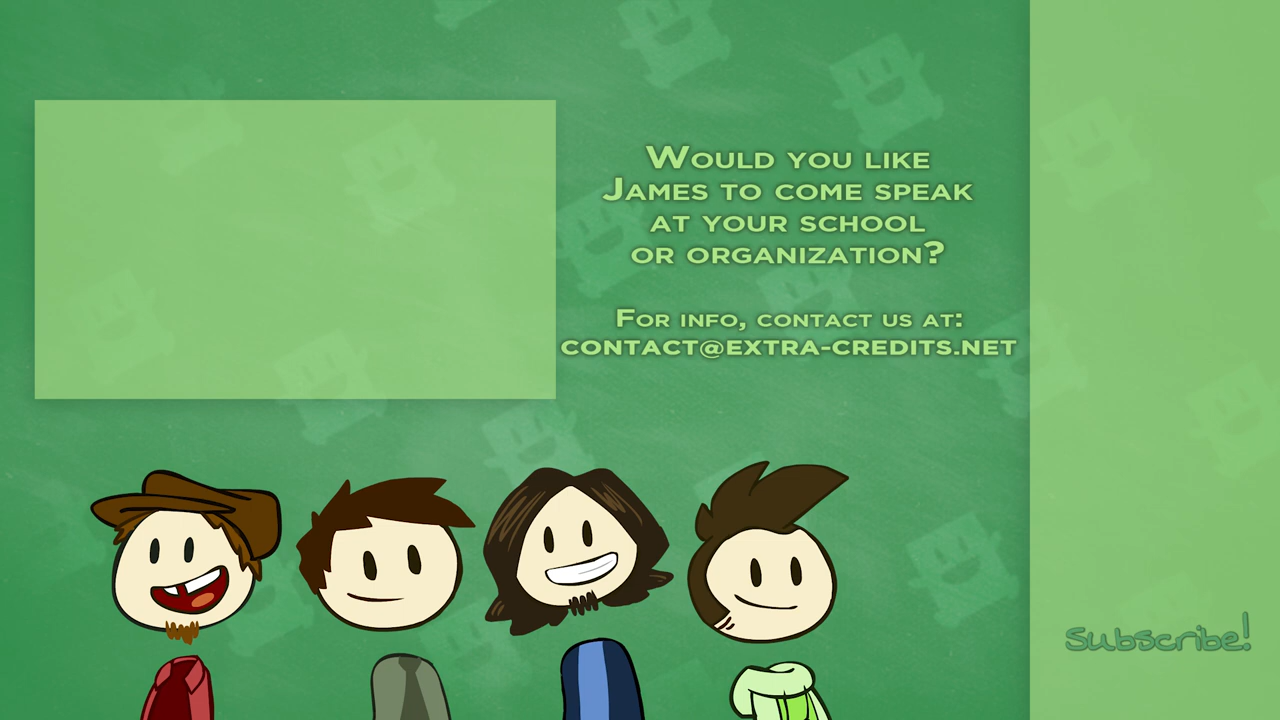 Would you like
James to come speak
at your school
or organization?
For info, contact us at:
contact@extra-credits.net
Subscribe!